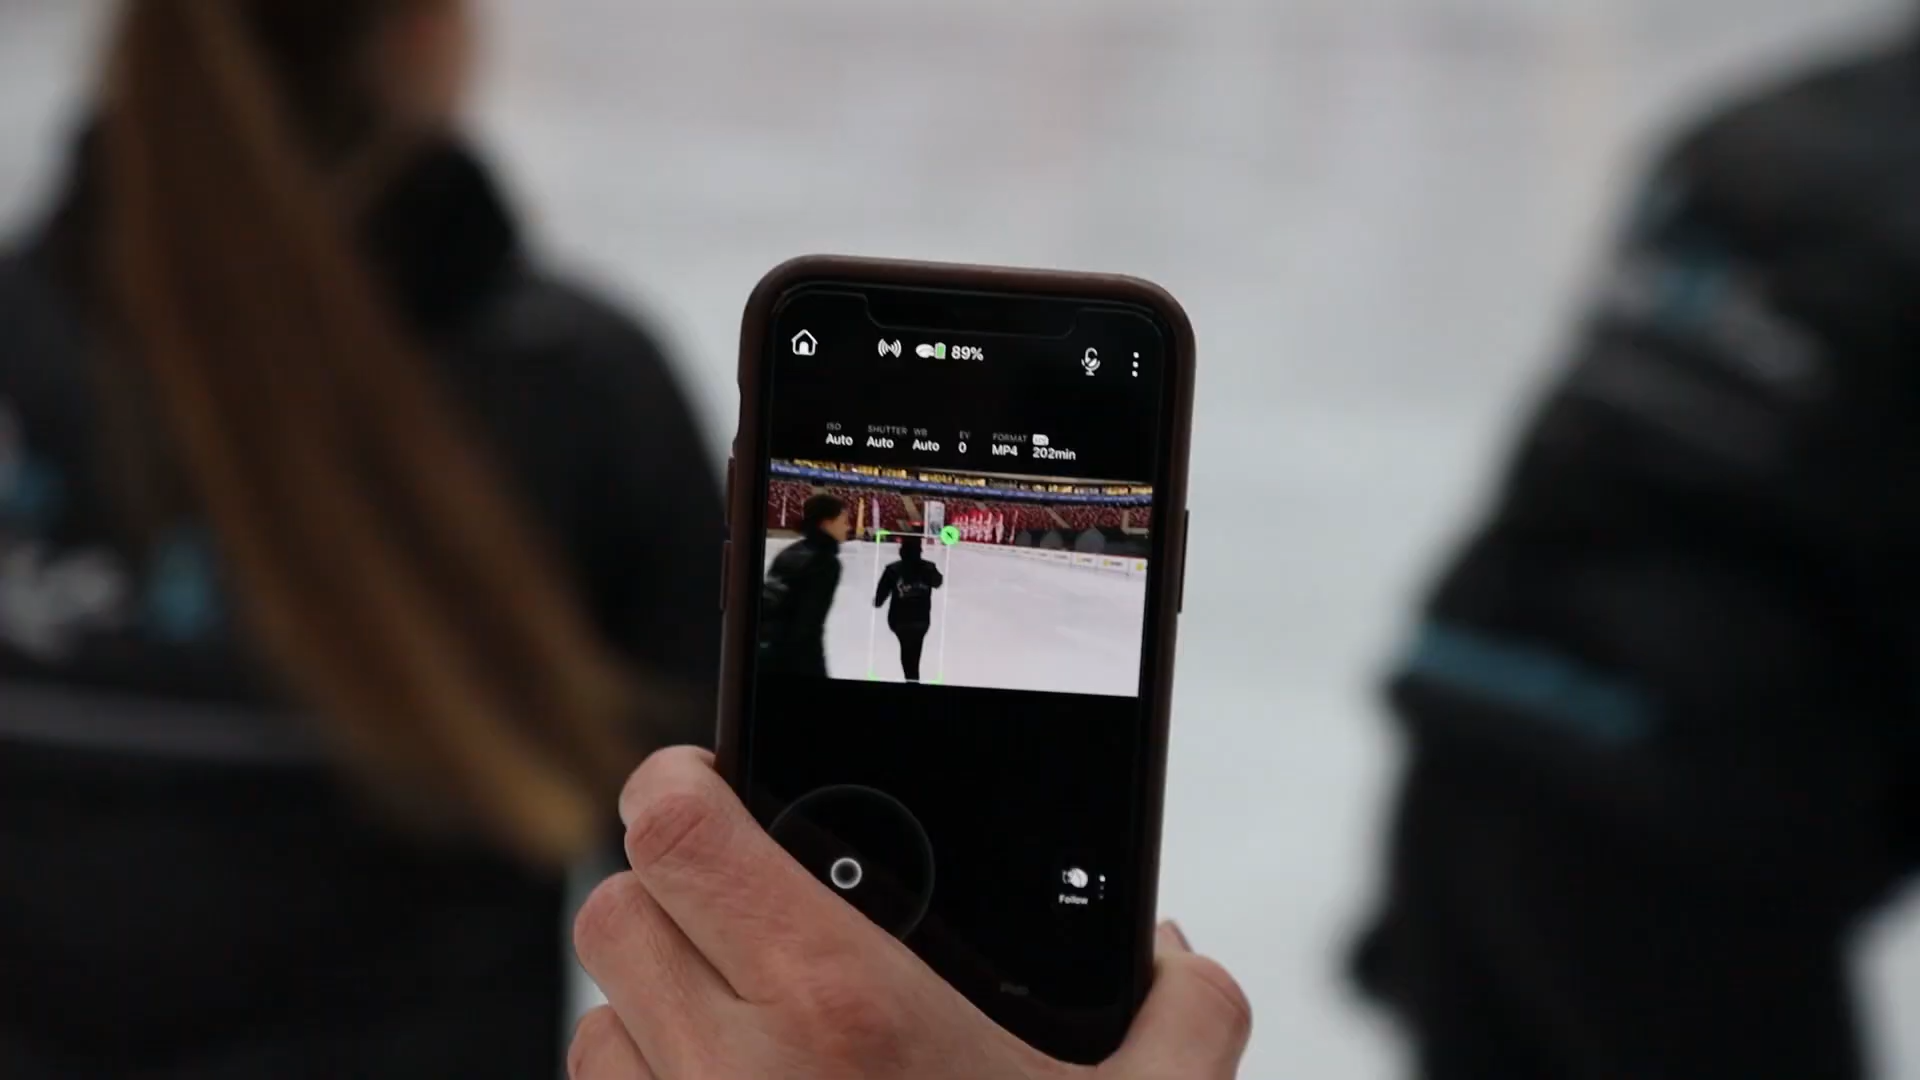 89%
ISO SHUTTER WB EV FORMAT
Auto Auto Auto 0 MP4 202min
Follow